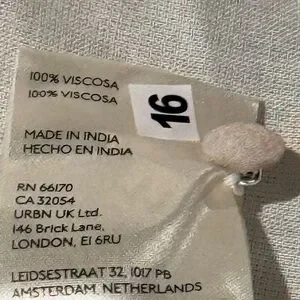 100% VISCOSA
100% VISCOSA
16
MADE IN INDIA
HECHO EN INDIA
RN 66170
CA 32054
URBN UK Ltd.
146 Brick Lane,
LONDON, E1 6RU
LEIDSESTRAAT 32, 1017 PB
AMSTERDAM, NETHERLANDS